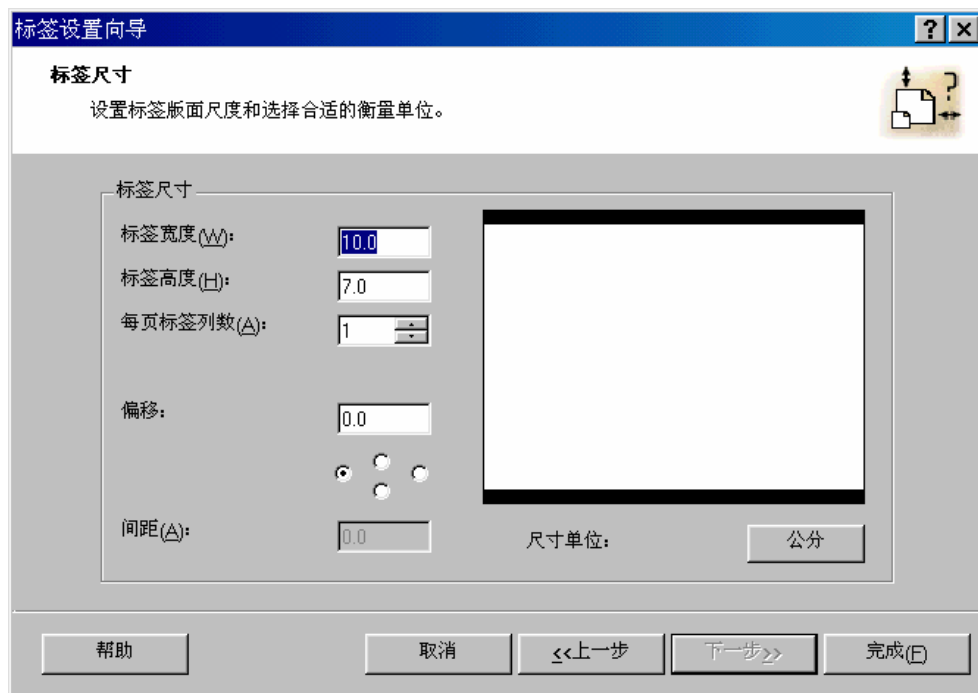 标签设置向导
标签尺寸
设置标签版面尺度和选择合适的衡量单位。
标签尺寸
标签宽度(W): 10.0
标签高度(H): 7.0
每页标签列数(A): 1
偏移: 0.0
间距(A): 0.0 尺寸单位: 公分
帮助 取消 <<上一步 下一步>> 完成(F)